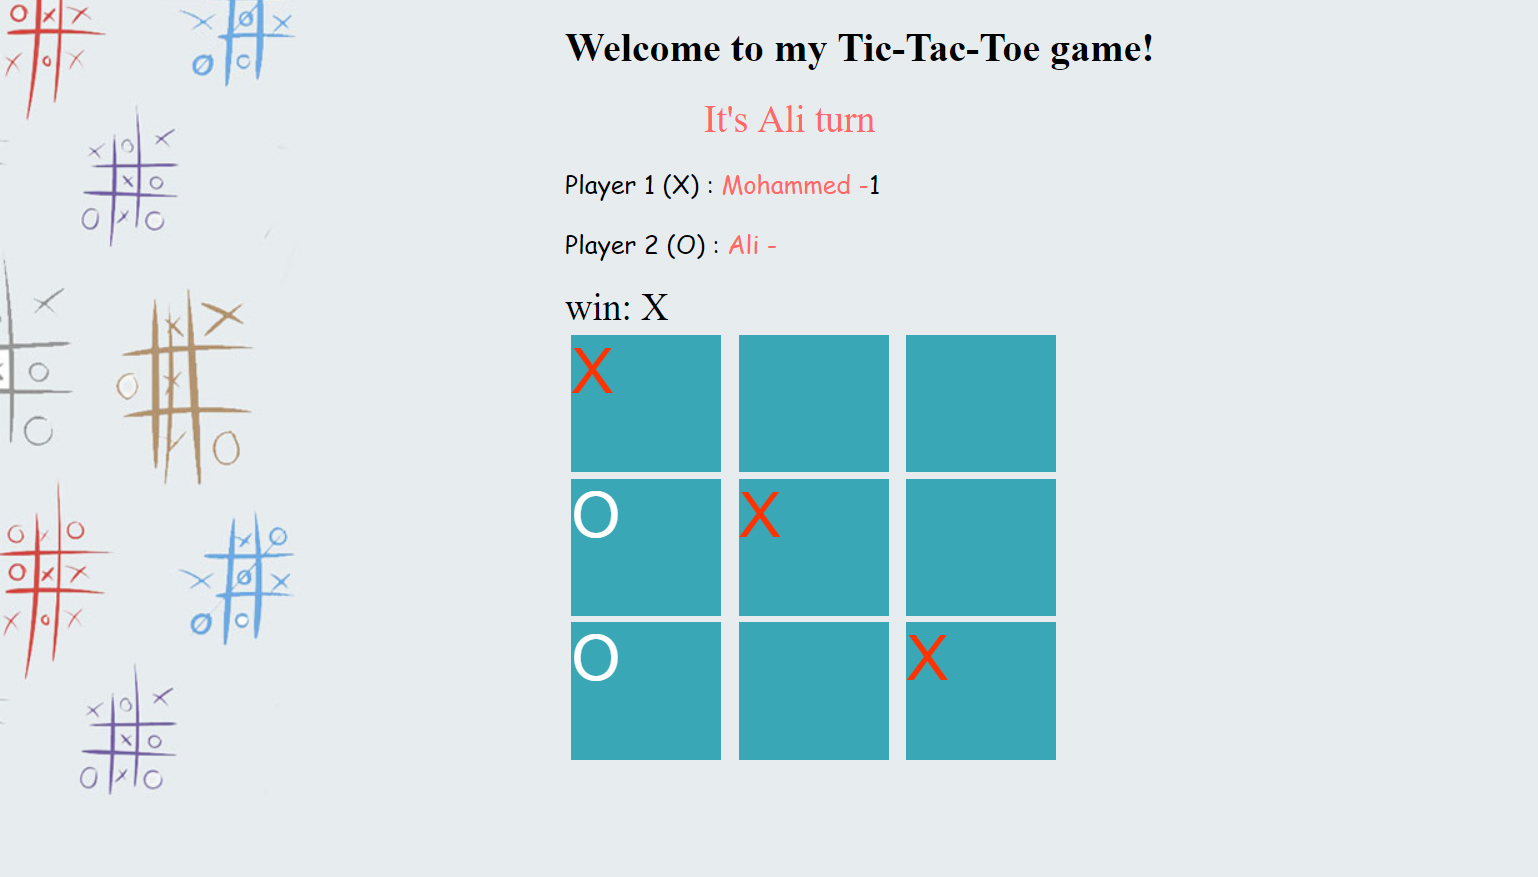 Welcome to my Tic-Tac-Toe game!
It's Ali turn
Player 1 (X) : Mohammed -1
Player 2 (O) : Ali -
win: X
X
O X
O X